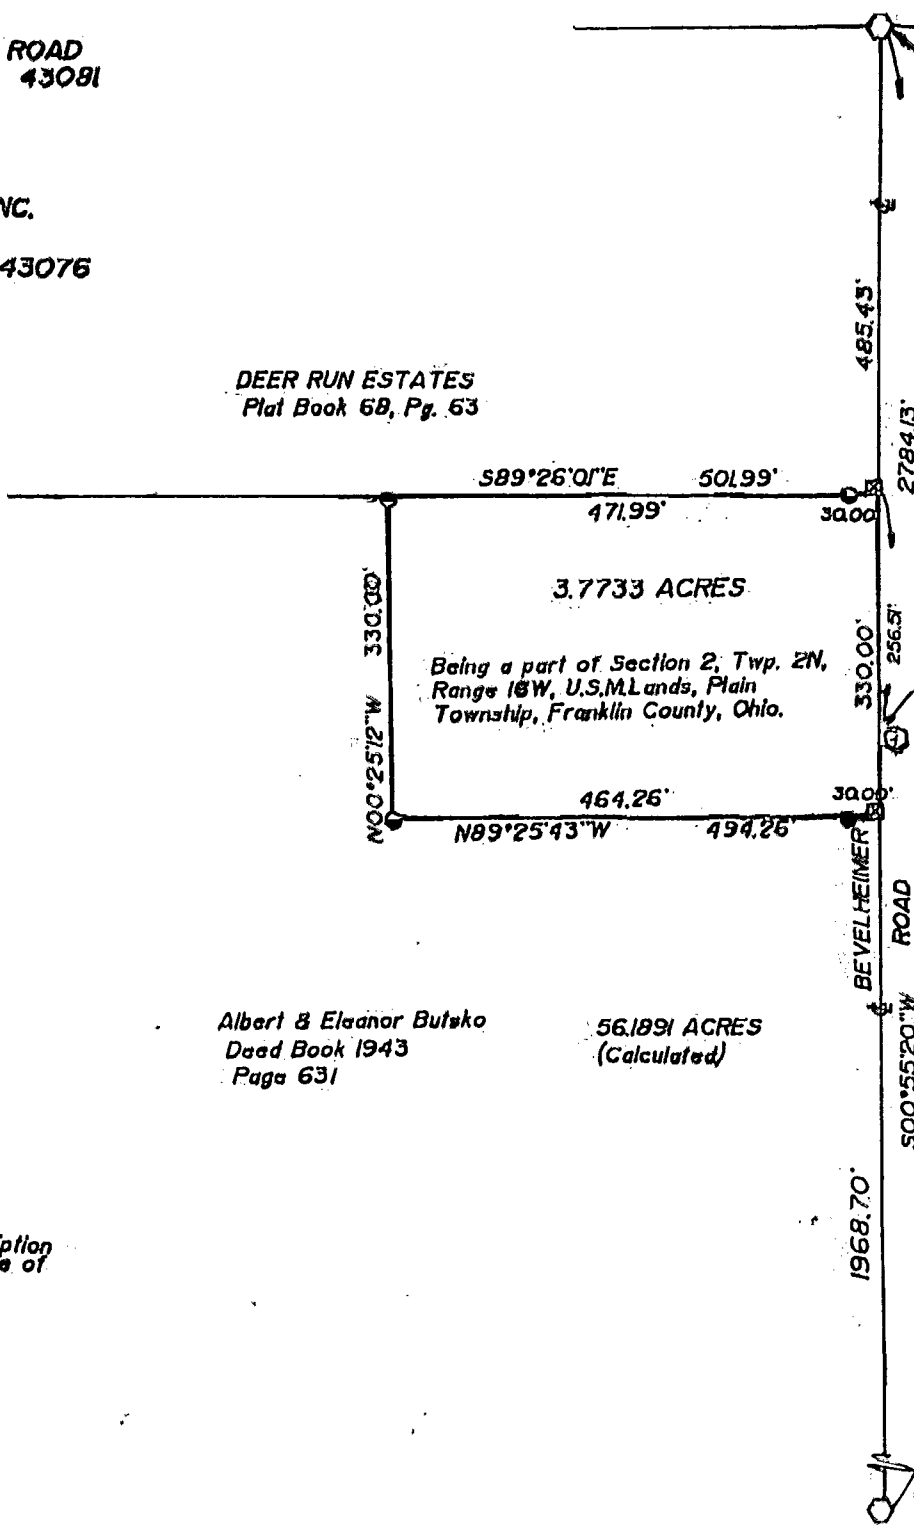 ROAD
43081
NC.
43076
DEER RUN ESTATES
Plat Book 68, Pg. 63
485.43'
2784.13'
S89°26'01"E 501.99'
471.99'
30.00'
3.7733 ACRES
330.00'
N00°25'12"W
Being a part of Section 2, Twp. 2N,
Range 16W, U.S.M.Lands, Plain
Township, Franklin County, Ohio.
330.00'
256.51'
464.26'
30.00'
N89°25'43"W 494.26'
BEVELHEIMER
ROAD
S00°55'20"W
Albert & Eleanor Butsko
Deed Book 1943
Page 631
56.1891 ACRES
(Calculated)
1968.70'
ption
e of